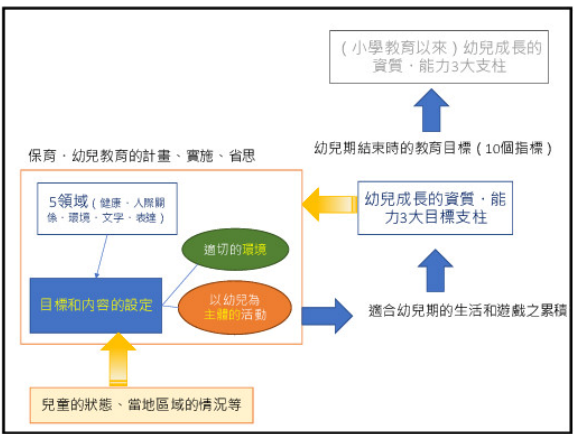 （小學教育以來）幼兒成長的
資質．能力3大支柱
幼兒期結束時的教育目標（10個指標）
保育．幼兒教育的計畫、實施、省思
5領域（健康．人際關
係．環境．文字．表達）
適切的環境
幼兒成長的資質．能
力3大目標支柱
目標和內容的設定
以幼兒為
主體的活動
適合幼兒期的生活和遊戲之累積
兒童的狀態、當地區域的情況等